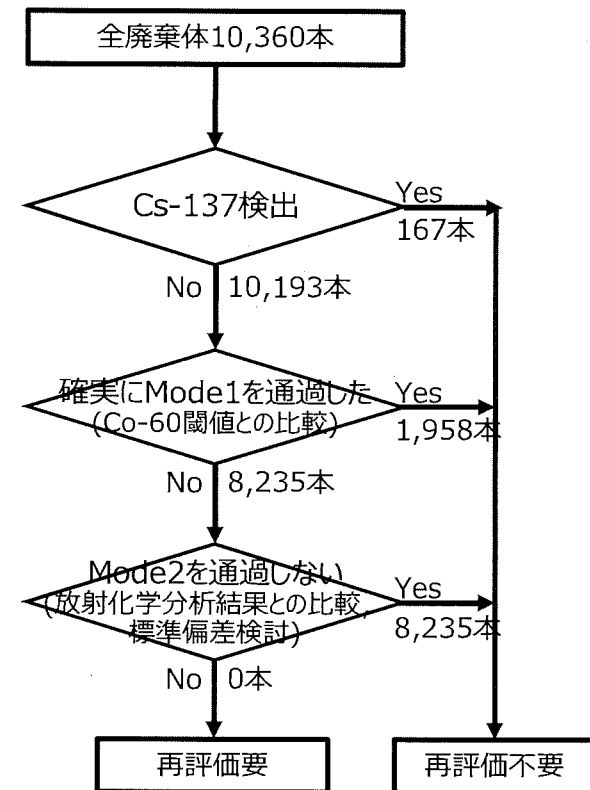 全廃棄体10,360本
Cs-137検出
Yes
167本
No
10,193本
確実にMode1を通過した
(Co-60閾値との比較)
Yes
1,958本
No
8,235本
Mode2を通過しない
(放射化学分析結果との比較,
標準偏差検討)
Yes
8,235本
No
0本
再評価要
再評価不要